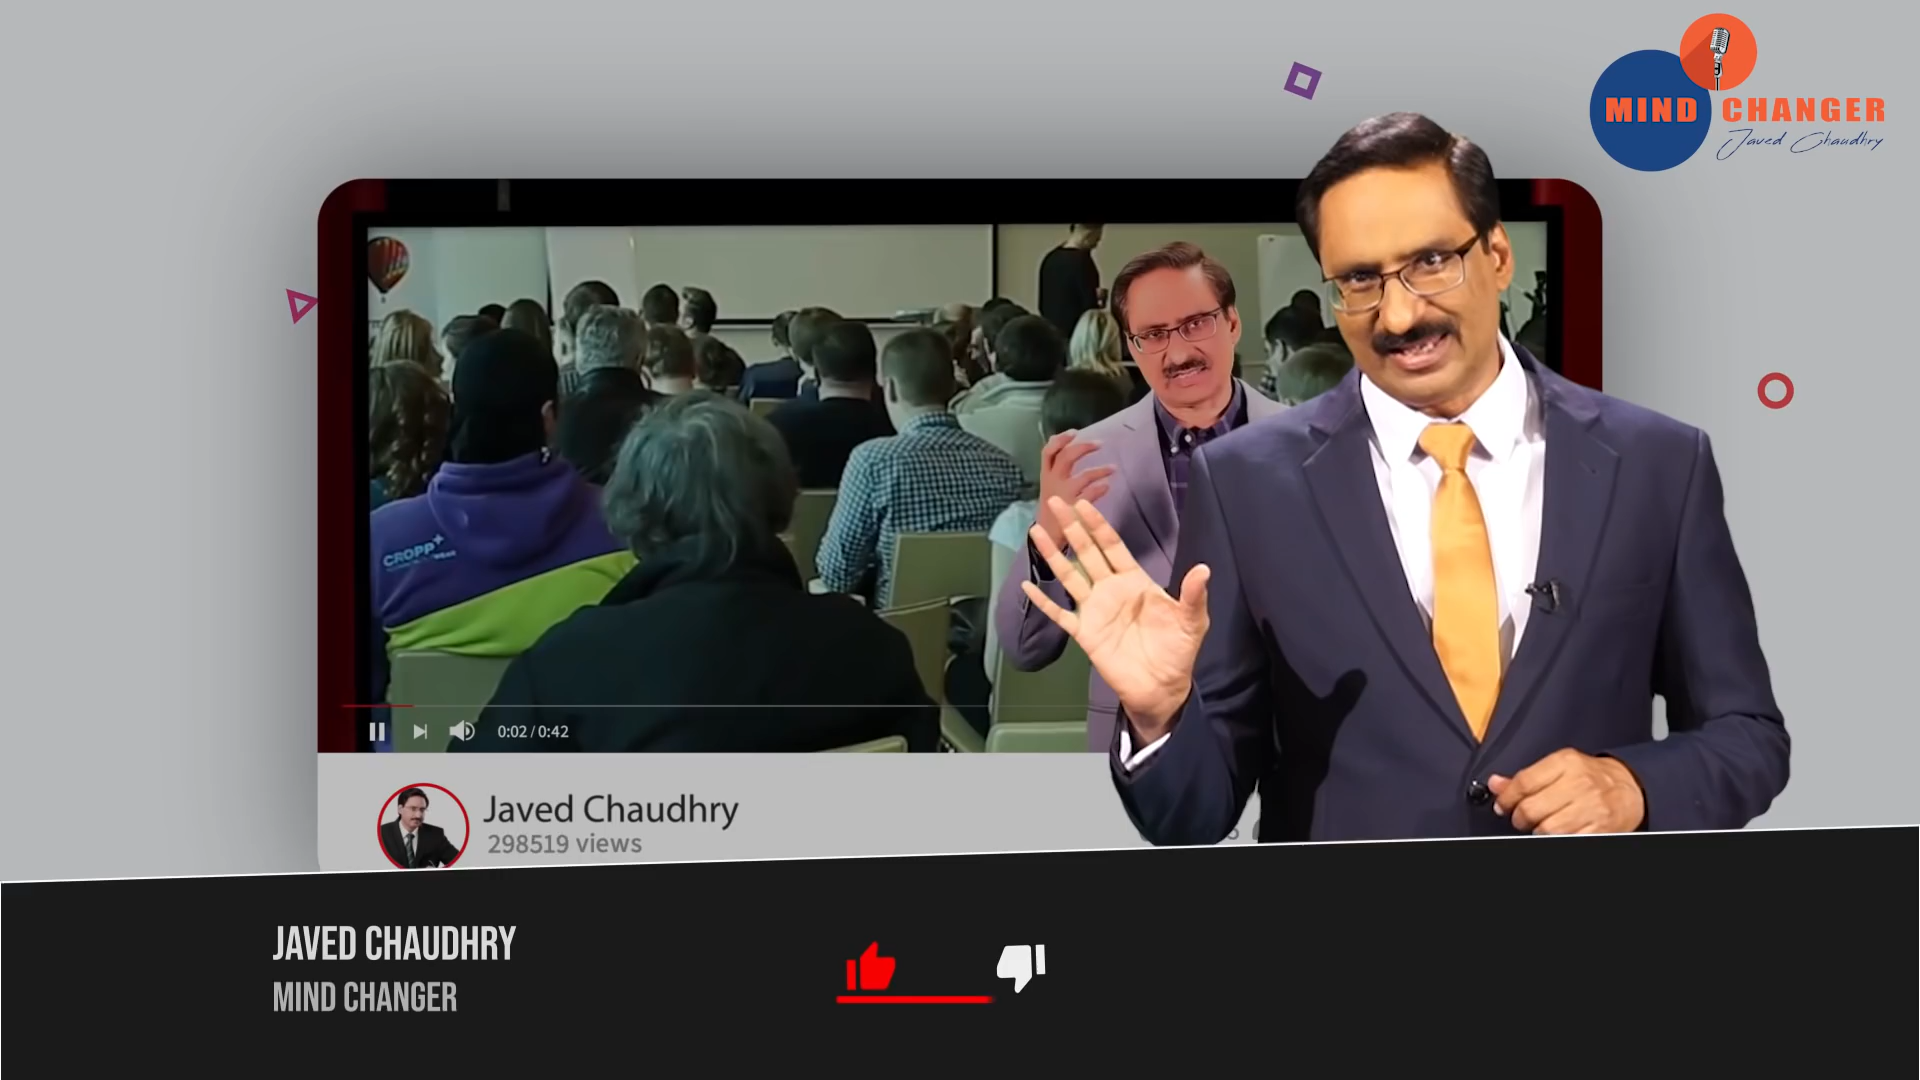 MIND CHANGER
Javed Chaudhry
CROPP
0:02 / 0:42
Javed Chaudhry
298519 views
JAVED CHAUDHRY
MIND CHANGER